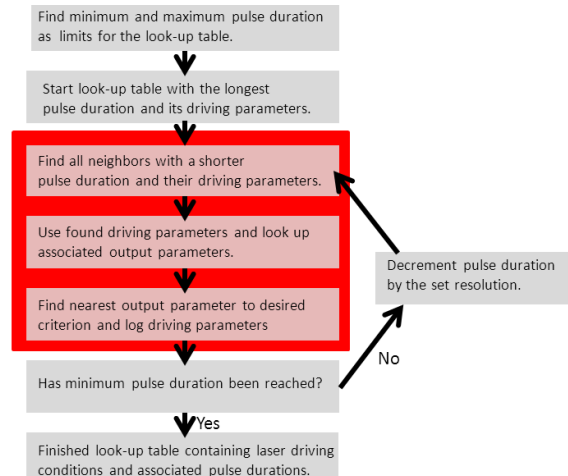 Find minimum and maximum pulse duration
as limits for the look-up table.
Start look-up table with the longest
pulse duration and its driving parameters.
Find all neighbors with a shorter
pulse duration and their driving parameters.
Use found driving parameters and look up
associated output parameters.
Find nearest output parameter to desired
criterion and log driving parameters
Decrement pulse duration
by the set resolution.
Has minimum pulse duration been reached?
No
Yes
Finished look-up table containing laser driving
conditions and associated pulse durations.